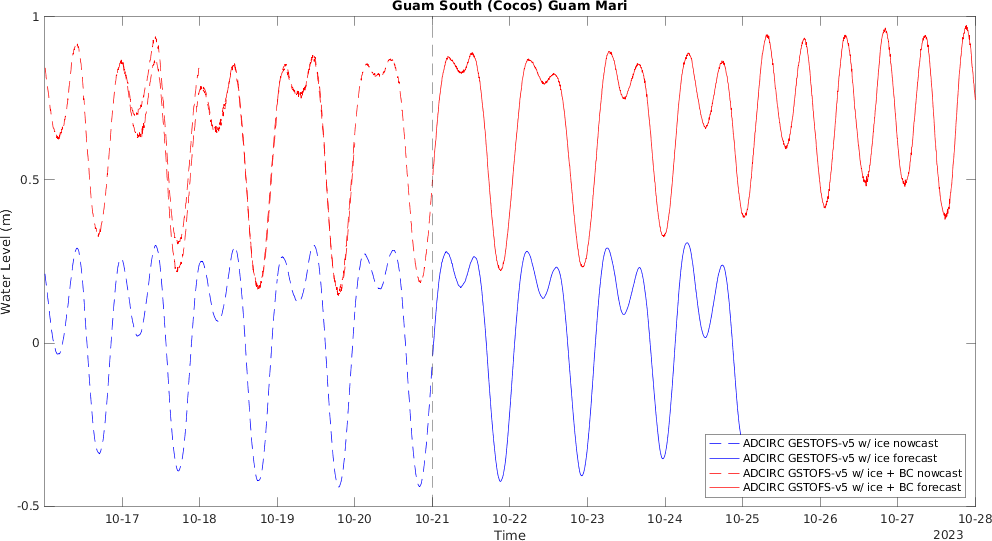 Guam South (Cocos) Guam Mari
1
0.5
0
-0.5
Water Level (m)
10-17 10-18 10-19 10-20 10-21 10-22 10-23 10-24 10-25 10-26 10-27 10-28
Time
2023
ADCIRC GESTOFS-v5 w/ ice nowcast
ADCIRC GESTOFS-v5 w/ ice forecast
ADCIRC GSTOFS-v5 w/ ice + BC nowcast
ADCIRC GSTOFS-v5 w/ ice + BC forecast